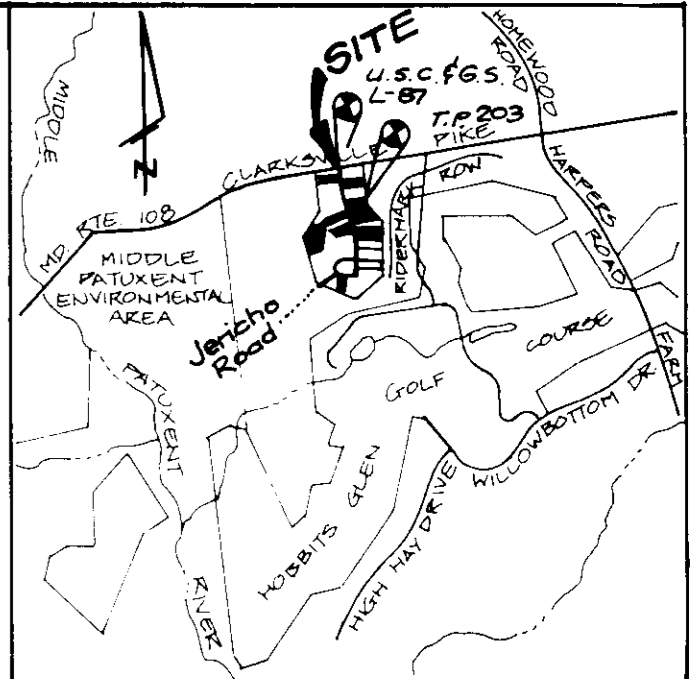 SITE
U.S.C. & G.S.
L-87
T.P. 203
HOMEWOOD
ROAD
MIDDLE
N
CLARKSVILLE PIKE
MD. RTE. 108
RIDERMARK ROW
HARPERS
FARM
ROAD
MIDDLE
PATUXENT
ENVIRONMENTAL
AREA
Jericho
Road
PATUXENT
RIVER
GOLF
COURSE
HOBBITS GLEN
WILLOWBOTTOM DR.
HIGH HAY DRIVE